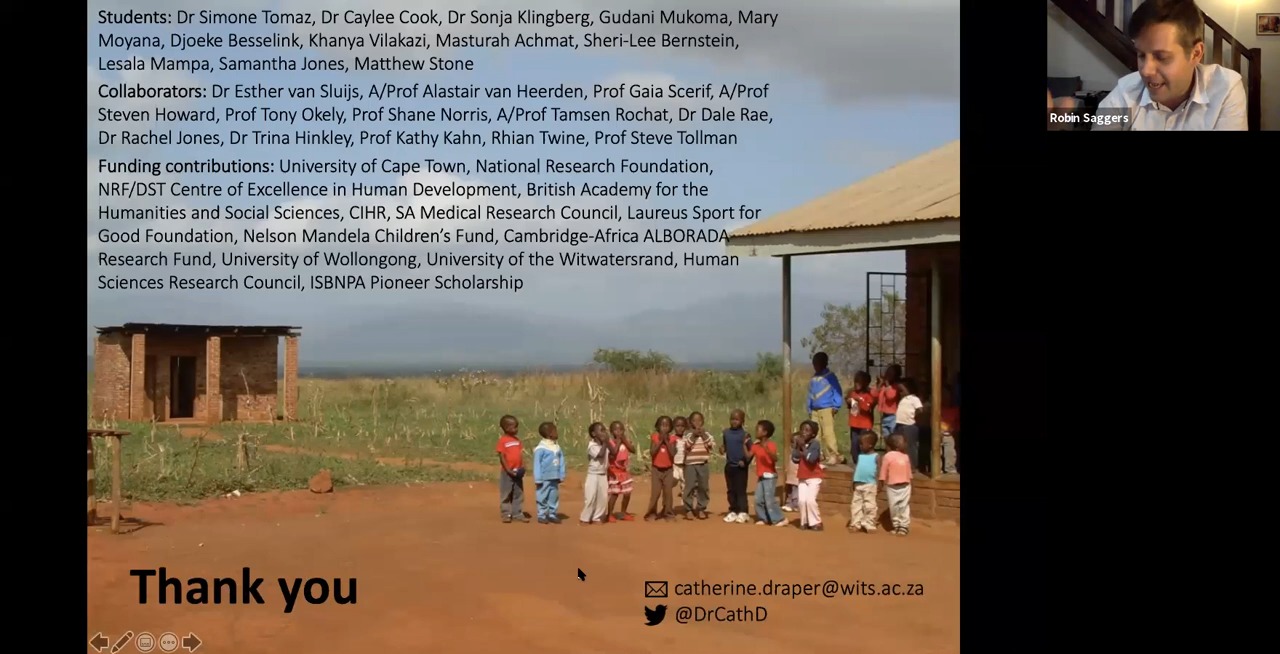 Students: Dr Simone Tomaz, Dr Caylee Cook, Dr Sonja Klingberg, Gudani Mukoma, Mary
Moyana, Djoeke Besselink, Khanya Vilakazi, Masturah Achmat, Sheri-Lee Bernstein,
Lesala Mampa, Samantha Jones, Matthew Stone
Collaborators: Dr Esther van Sluijs, A/Prof Alastair van Heerden, Prof Gaia Scerif, A/Prof
Steven Howard, Prof Tony Okely, Prof Shane Norris, A/Prof Tamsen Rochat, Dr Dale Rae,
Dr Rachel Jones, Dr Trina Hinkley, Prof Kathy Kahn, Rhian Twine, Prof Steve Tollman
Funding contributions: University of Cape Town, National Research Foundation,
NRF/DST Centre of Excellence in Human Development, British Academy for the
Humanities and Social Sciences, CIHR, SA Medical Research Council, Laureus Sport for
Good Foundation, Nelson Mandela Children’s Fund, Cambridge-Africa ALBORADA
Research Fund, University of Wollongong, University of the Witwatersrand, Human
Sciences Research Council, ISBNPA Pioneer Scholarship
Robin Saggers
Thank you
catherine.draper@wits.ac.za
@DrCathD